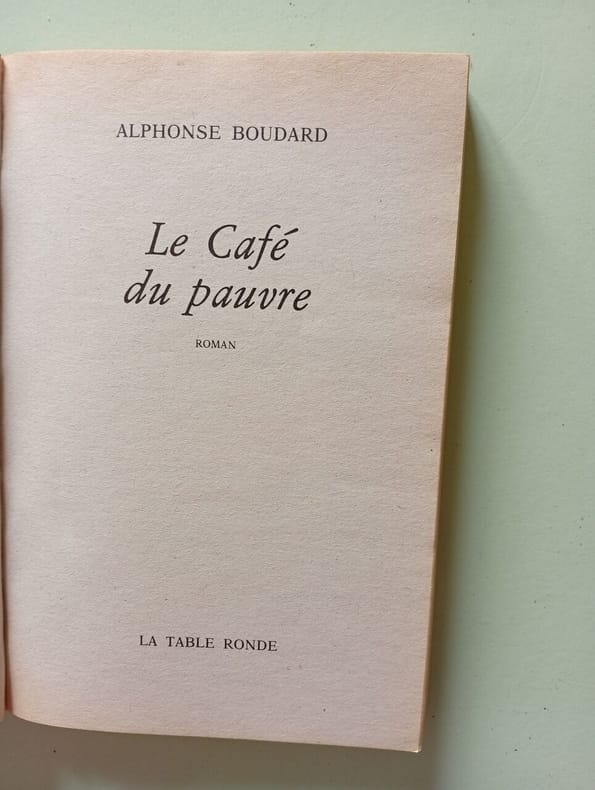 ALPHONSE BOUDARD
Le Café
du pauvre
ROMAN
LA TABLE RONDE